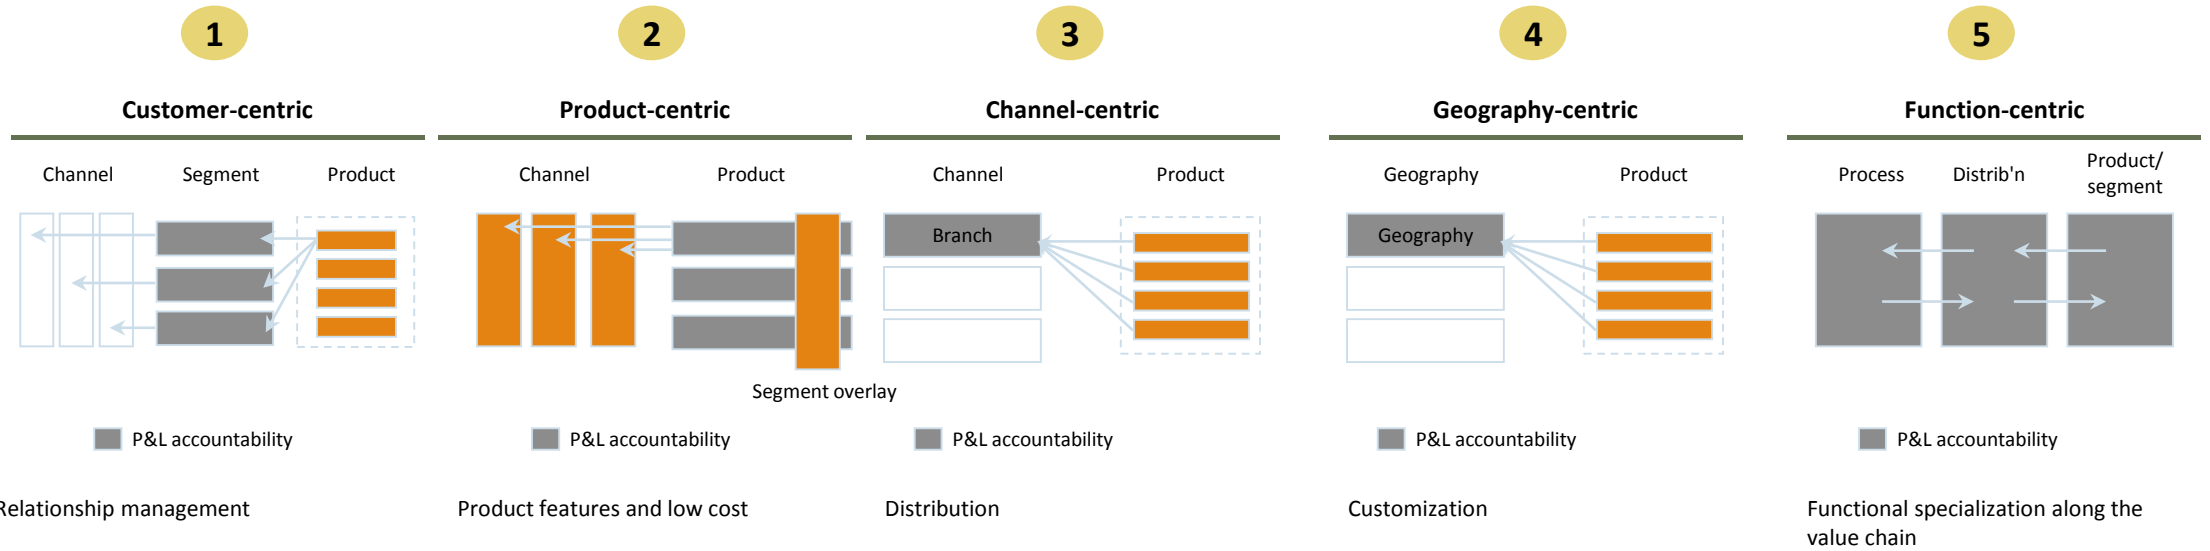 1
2
3
4
5
Customer-centric
Product-centric
Channel-centric
Geography-centric
Function-centric
Channel
Segment
Product
Channel
Product
Channel
Product
Geography
Product
Process
Distrib'n
Product/
segment
Branch
Geography
Segment overlay
P&L accountability
P&L accountability
P&L accountability
P&L accountability
P&L accountability
Relationship management
Product features and low cost
Distribution
Customization
Functional specialization along the
value chain